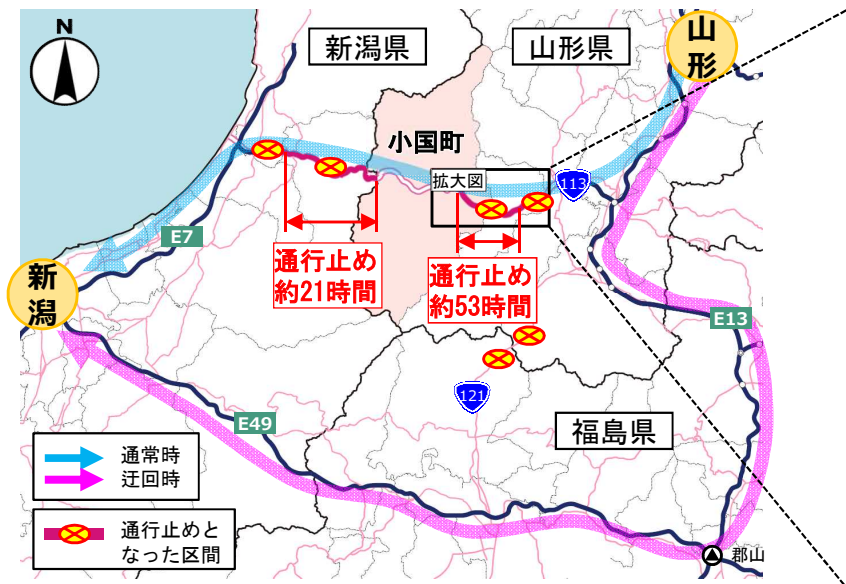 N
新潟県
山形県
山形
小国町
拡大図
113
E7
通行止め
約21時間
通行止め
約53時間
新潟
E13
121
E49
福島県
通常時
迂回時
通行止めと
なった区間
郡山